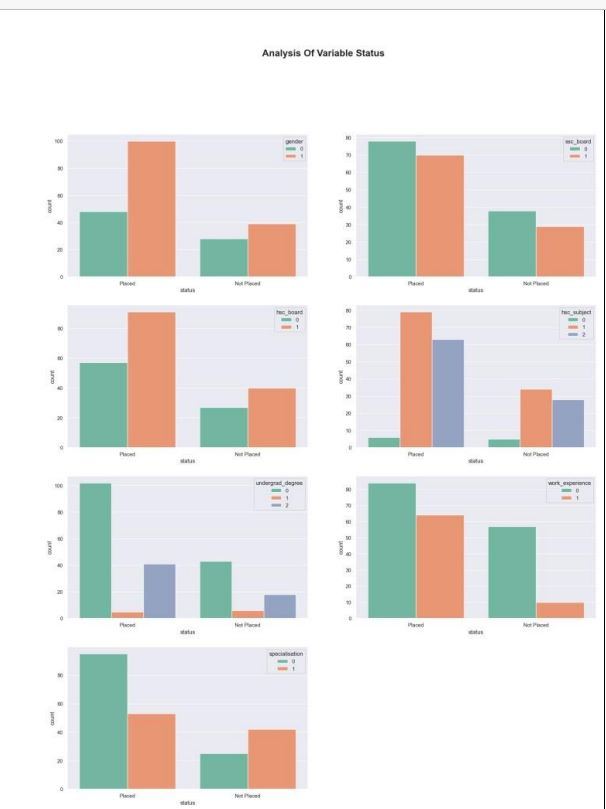 Analysis Of Variable Status
gender
0
1
100
80
60
40
20
0
count
Placed
Not Placed
status
ssc_board
0
1
80
70
60
50
40
30
20
10
0
count
Placed
Not Placed
status
hsc_board
0
1
80
60
40
20
0
count
Placed
Not Placed
status
hsc_subject
0
1
2
80
70
60
50
40
30
20
10
0
count
Placed
Not Placed
status
undergrad_degree
0
1
2
100
80
60
40
20
0
count
Placed
Not Placed
status
work_experience
0
1
80
70
60
50
40
30
20
10
0
count
Placed
Not Placed
status
specialisation
0
1
80
60
40
20
0
count
Placed
Not Placed
status